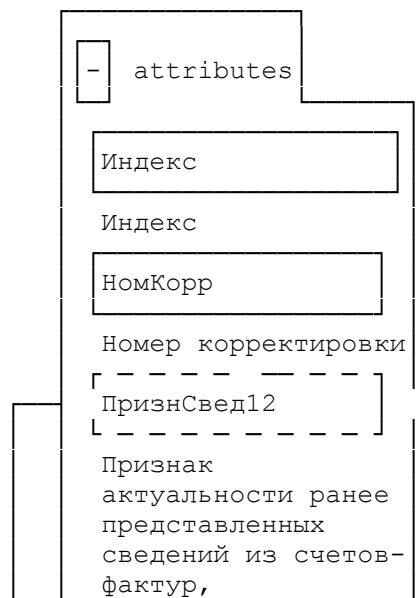 - attributes
Индекс
Индекс
НомКорр
Номер корректировки
ПризнСвед12
Признак
актуальности ранее
представленных
сведений из счетов-
фактур,